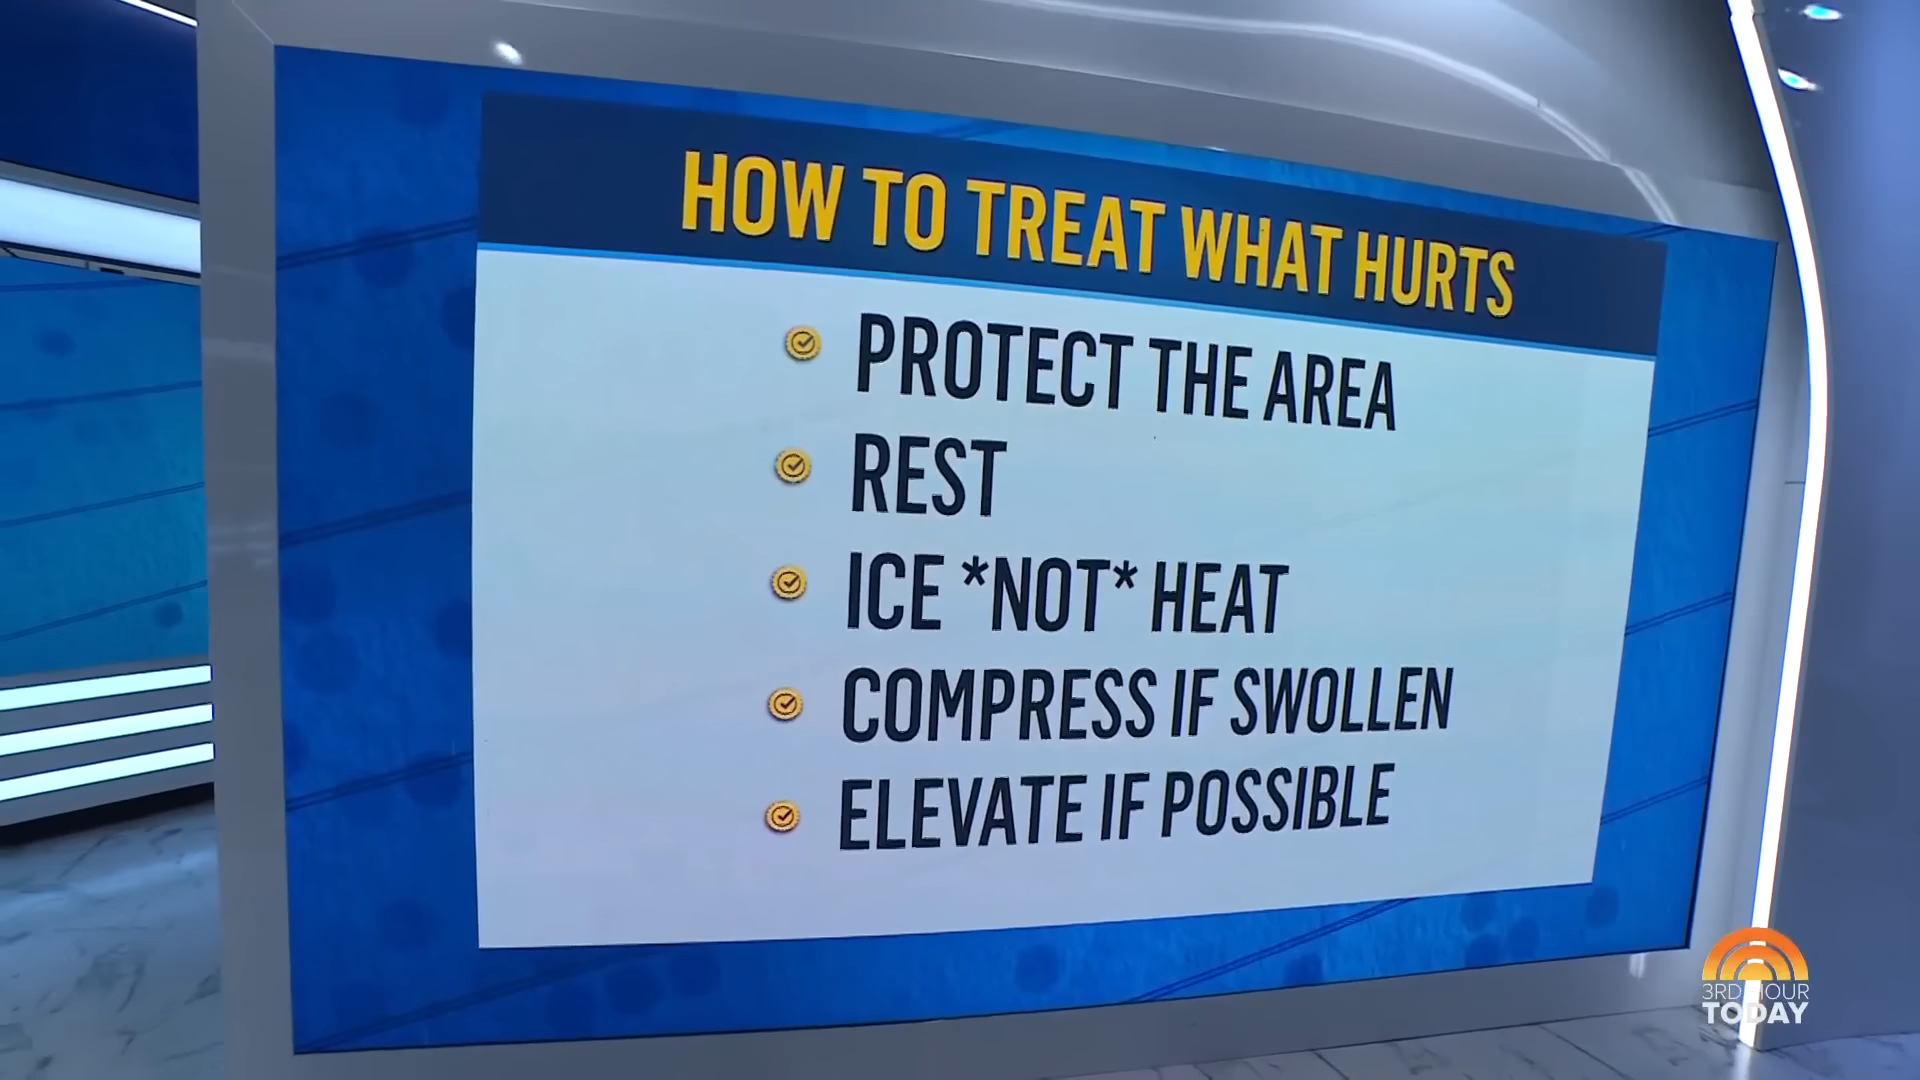 HOW TO TREAT WHAT HURTS
PROTECT THE AREA
REST
ICE *NOT* HEAT
COMPRESS IF SWOLLEN
ELEVATE IF POSSIBLE
3RD HOUR
TODAY